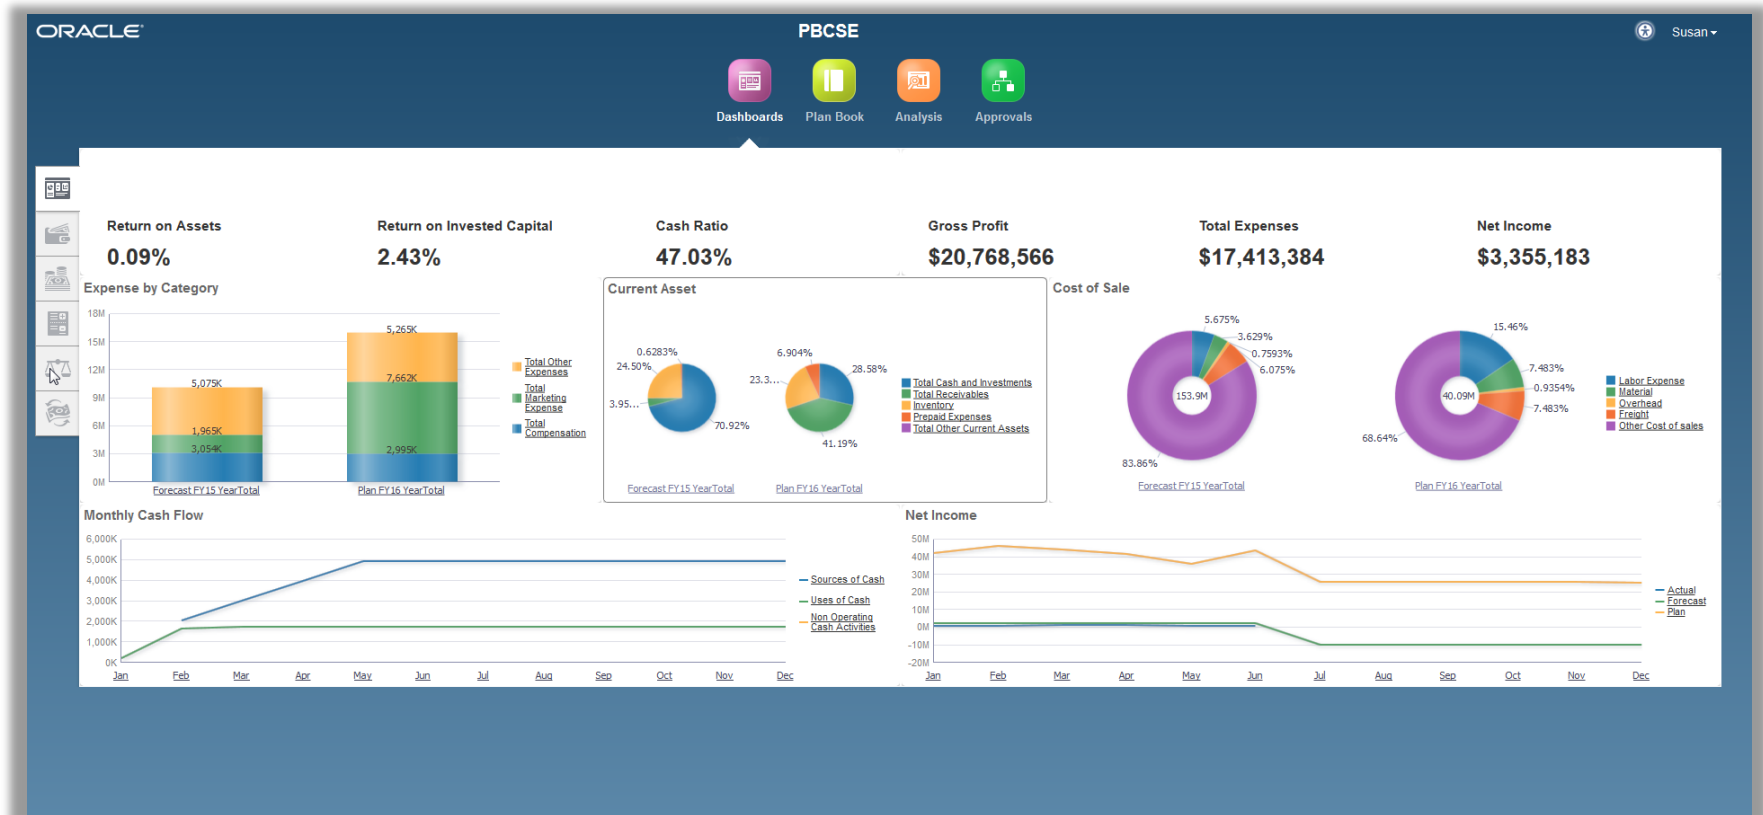 ORACLE
PBCSE
Susan
Dashboards
Plan Book
Analysis
Approvals
Return on Assets
0.09%
Return on Invested Capital
2.43%
Cash Ratio
47.03%
Gross Profit
$20,768,566
Total Expenses
$17,413,384
Net Income
$3,355,183
Expense by Category
18M
15M
12M
9M
6M
3M
0M
5,075K
1,965K
3,054K
5,265K
7,662K
2,995K
Forecast FY15 YearTotal
Plan FY16 YearTotal
Total Other
Expenses
Total
Marketing
Expense
Total
Compensation
Current Asset
0.6283%
24.50%
3.95...
70.92%
6.904%
23.3...
28.58%
41.19%
Forecast FY15 YearTotal
Plan FY16 YearTotal
Total Cash and Investments
Total Receivables
Inventory
Prepaid Expenses
Total Other Current Assets
Cost of Sale
5.675%
3.629%
0.7593%
6.075%
153.9M
83.86%
Forecast FY15 YearTotal
15.46%
7.483%
0.9354%
7.483%
40.09M
68.64%
Plan FY16 YearTotal
Labor Expense
Material
Overhead
Freight
Other Cost of sales
Monthly Cash Flow
6,000K
5,000K
4,000K
3,000K
2,000K
1,000K
0K
Jan Feb Mar Apr May Jun Jul Aug Sep Oct Nov Dec
Sources of Cash
Uses of Cash
Non Operating
Cash Activities
Net Income
50M
40M
30M
20M
10M
0M
-10M
-20M
Jan Feb Mar Apr May Jun Jul Aug Sep Oct Nov Dec
Actual
Forecast
Plan